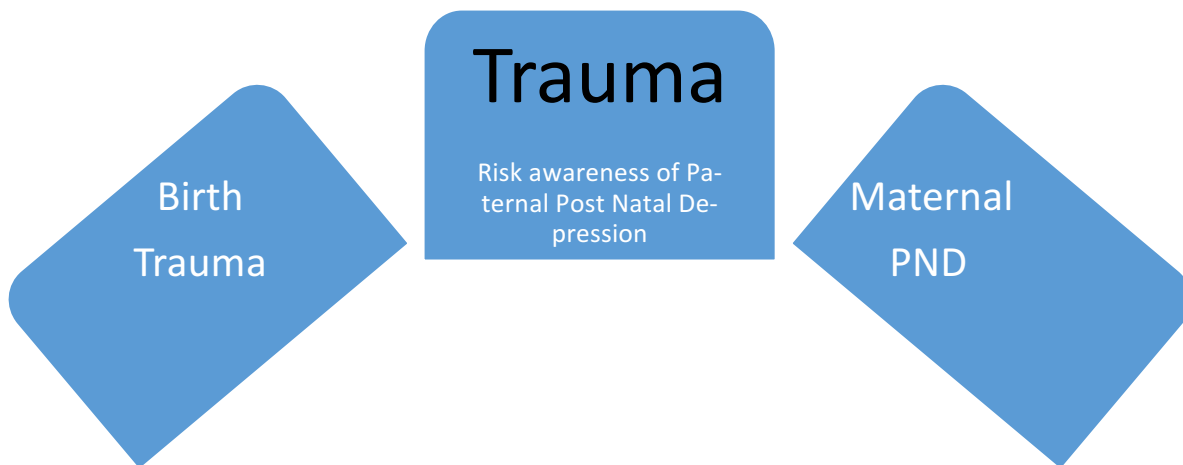 Trauma
Risk awareness of Pa-
ternal Post Natal De-
pression
Birth
Trauma
Maternal
PND